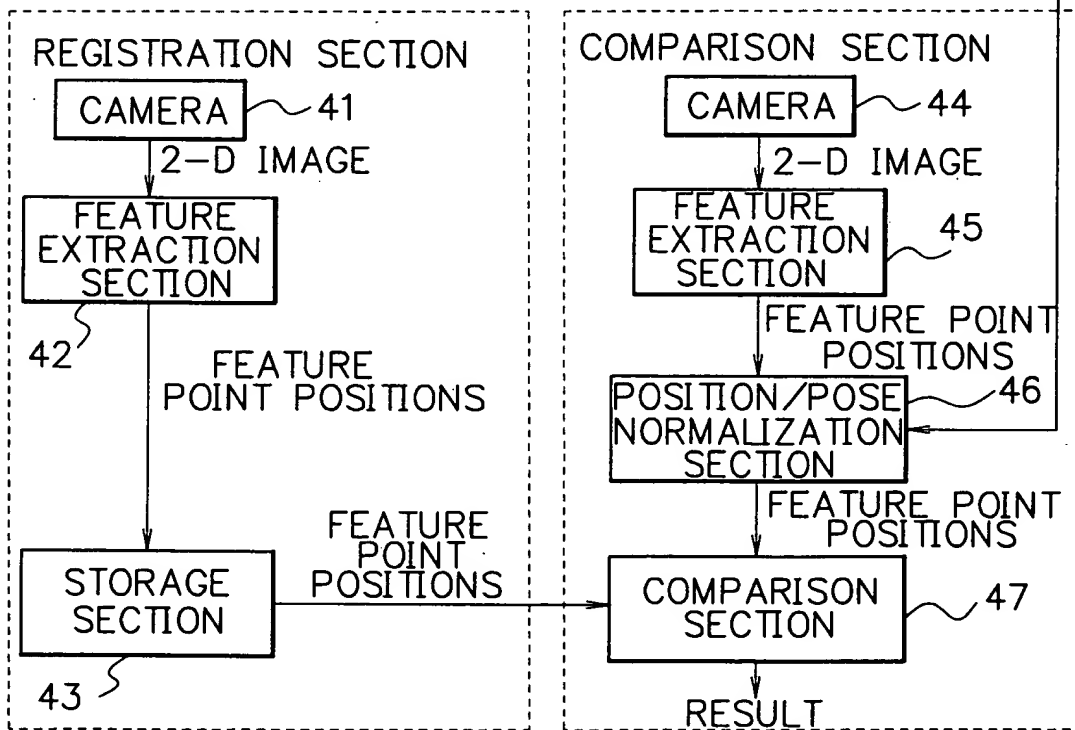 REGISTRATION SECTION
CAMERA
41
2-D IMAGE
FEATURE
EXTRACTION
SECTION
42
FEATURE
POINT POSITIONS
STORAGE
SECTION
43
FEATURE
POINT
POSITIONS
COMPARISON SECTION
CAMERA
44
2-D IMAGE
FEATURE
EXTRACTION
SECTION
45
FEATURE POINT
POSITIONS
POSITION/POSE
NORMALIZATION
SECTION
46
FEATURE POINT
POSITIONS
COMPARISON
SECTION
47
RESULT